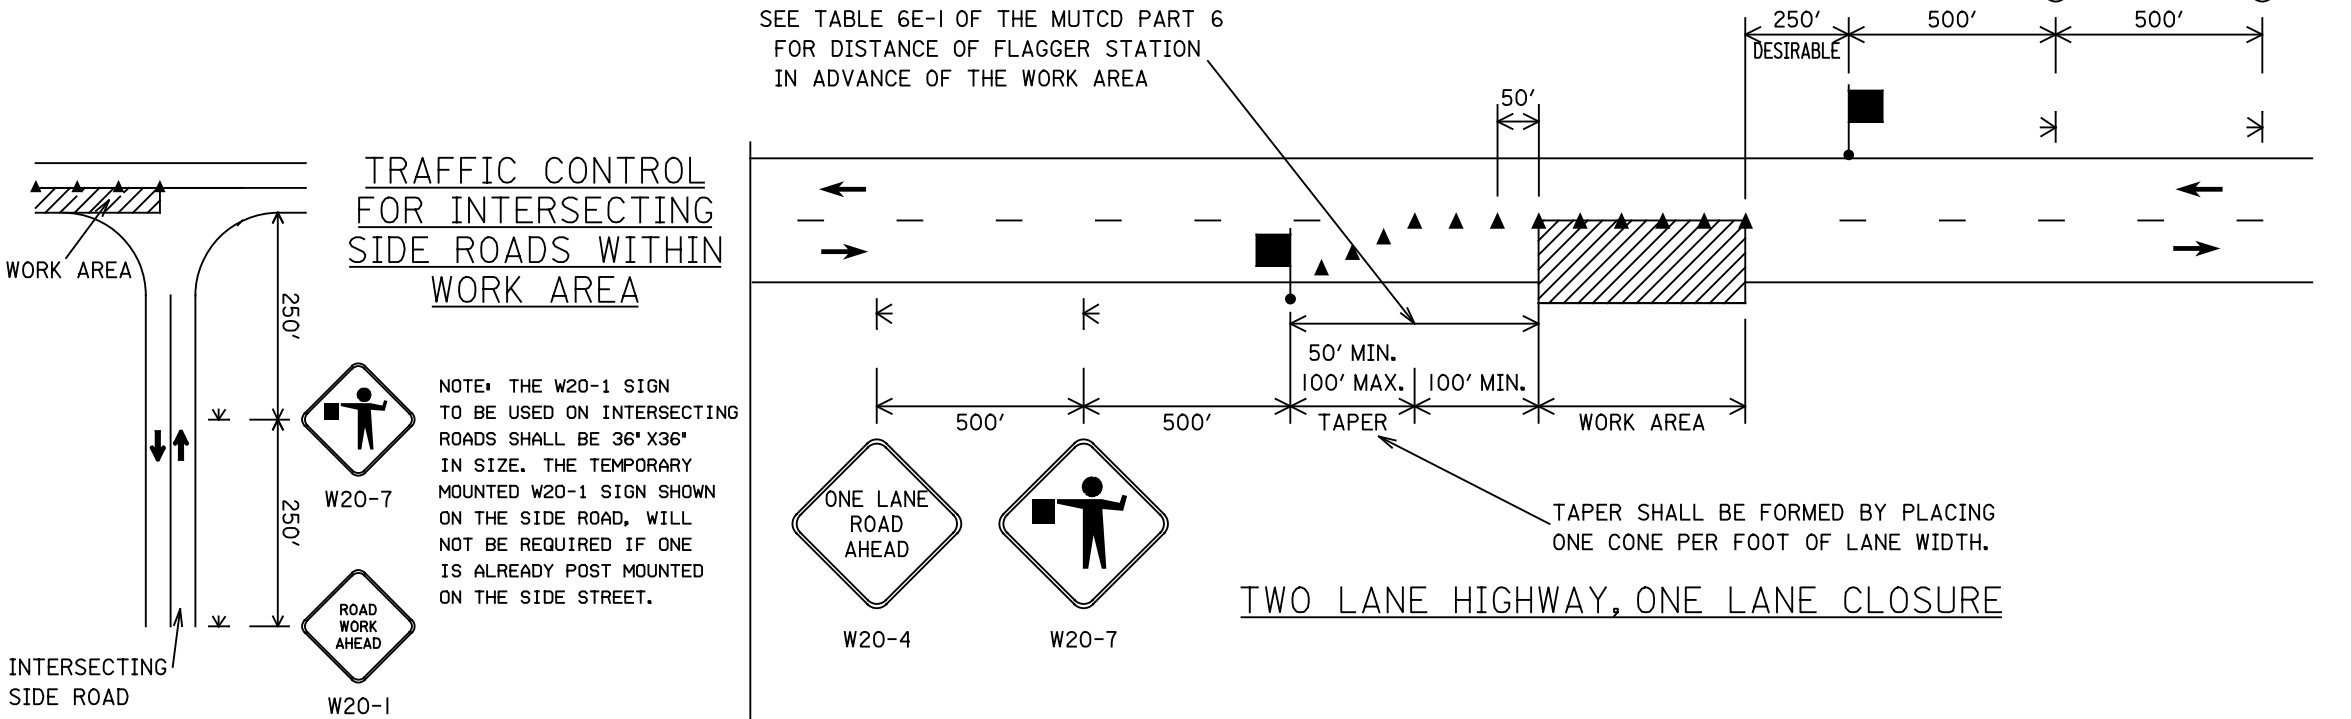 TRAFFIC CONTROL
FOR INTERSECTING
SIDE ROADS WITHIN
WORK AREA
WORK AREA
250'
250'
W20-7
ROAD
WORK
AHEAD
W20-1
INTERSECTING
SIDE ROAD
NOTE: THE W20-1 SIGN
TO BE USED ON INTERSECTING
ROADS SHALL BE 36" X36"
IN SIZE. THE TEMPORARY
MOUNTED W20-1 SIGN SHOWN
ON THE SIDE ROAD, WILL
NOT BE REQUIRED IF ONE
IS ALREADY POST MOUNTED
ON THE SIDE STREET.
SEE TABLE 6E-1 OF THE MUTCD PART 6
FOR DISTANCE OF FLAGGER STATION
IN ADVANCE OF THE WORK AREA
50'
250'
DESIRABLE
500'
500'
50' MIN.
100' MAX.
100' MIN.
500'
500'
TAPER
WORK AREA
ONE LANE
ROAD
AHEAD
W20-4
W20-7
TAPER SHALL BE FORMED BY PLACING
ONE CONE PER FOOT OF LANE WIDTH.
TWO LANE HIGHWAY, ONE LANE CLOSURE